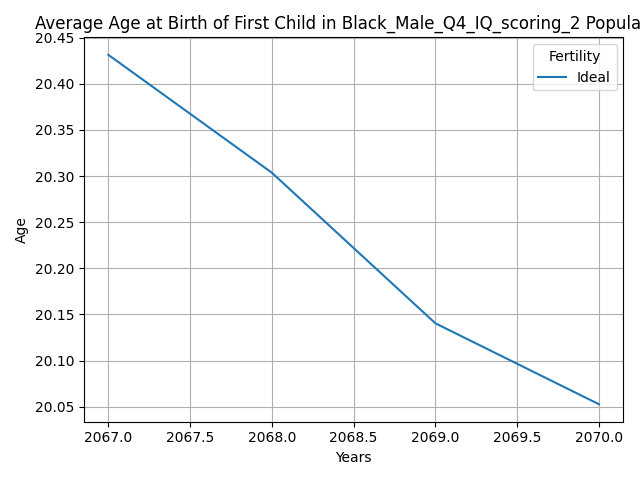 Average Age at Birth of First Child in Black_Male_Q4_IQ_scoring_2 Popula
20.45
20.40
20.35
20.30
20.25
20.20
20.15
20.10
20.05
Age
Fertility
Ideal
2067.0 2067.5 2068.0 2068.5 2069.0 2069.5 2070.0
Years